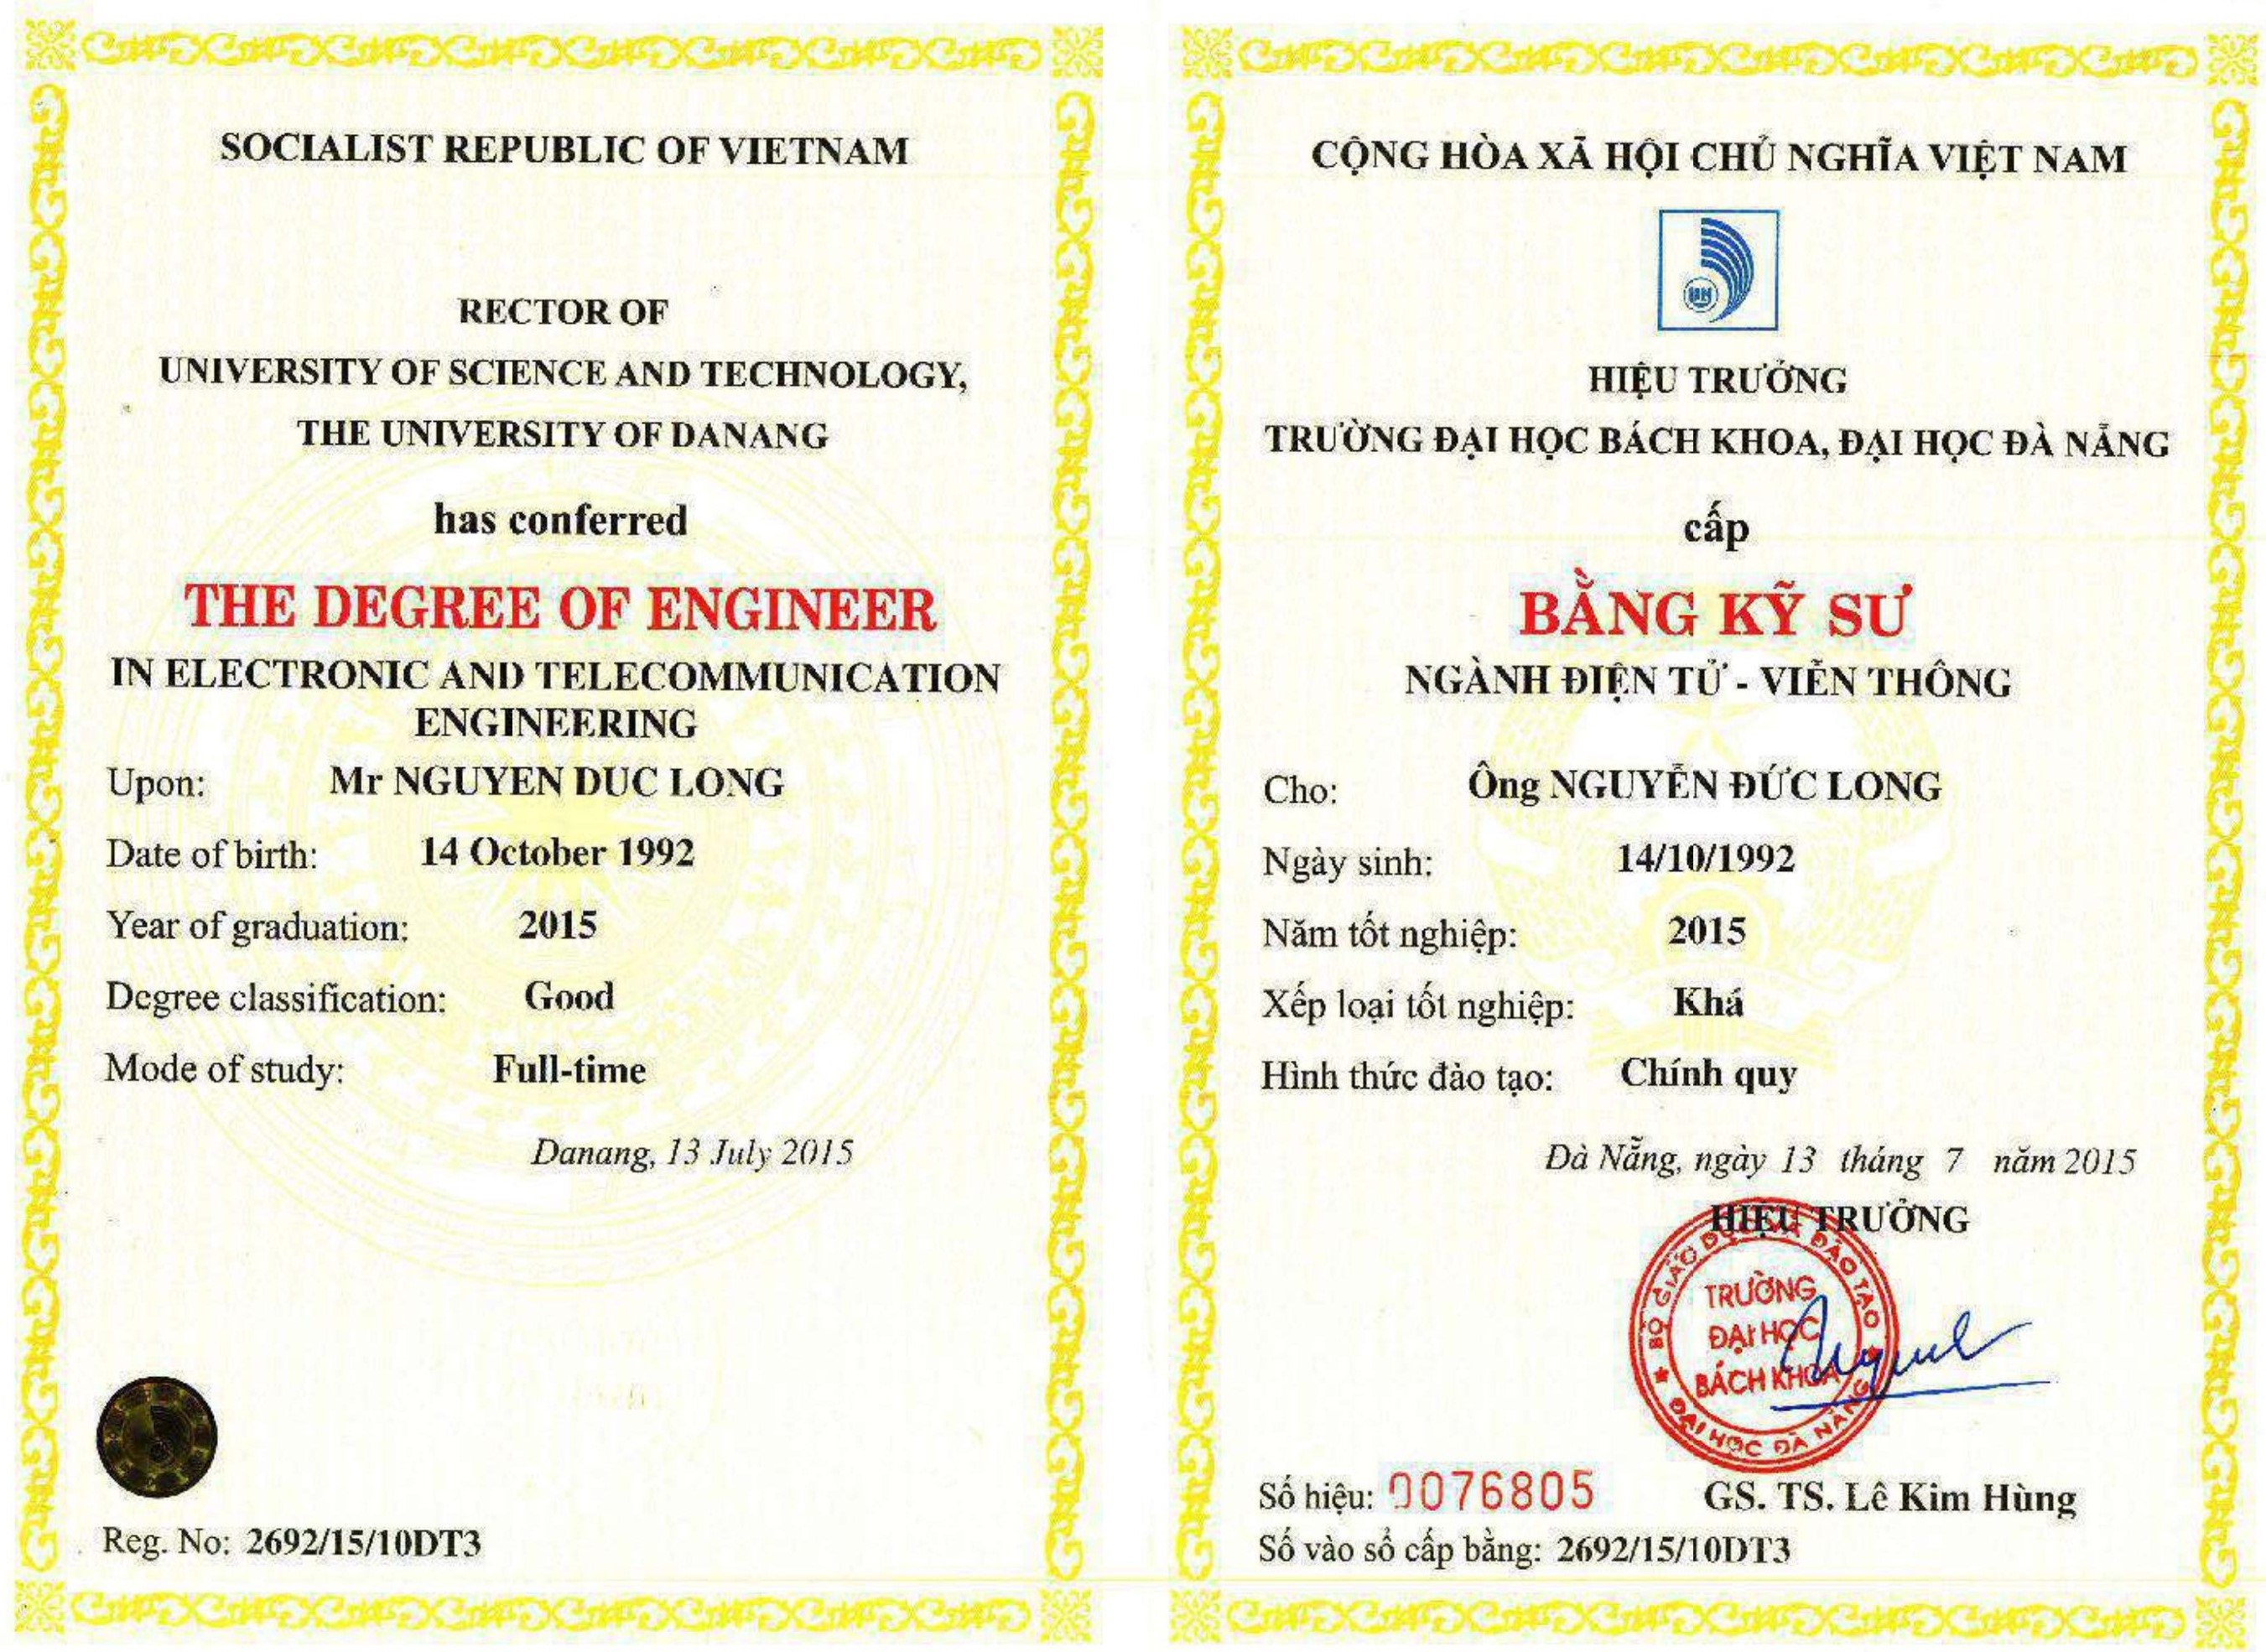 SOCIALIST REPUBLIC OF VIETNAM
RECTOR OF
UNIVERSITY OF SCIENCE AND TECHNOLOGY,
THE UNIVERSITY OF DANANG
has conferred
THE DEGREE OF ENGINEER
IN ELECTRONIC AND TELECOMMUNICATION
ENGINEERING
Upon: Mr NGUYEN DUC LONG
Date of birth: 14 October 1992
Year of graduation: 2015
Degree classification: Good
Mode of study: Full-time
Danang, 13 July 2015
Reg. No: 2692/15/10DT3
CỘNG HÒA XÃ HỘI CHỦ NGHĨA VIỆT NAM
HIỆU TRƯỞNG
TRƯỜNG ĐẠI HỌC BÁCH KHOA, ĐẠI HỌC ĐÀ NẴNG
cấp
BẰNG KỸ SƯ
NGÀNH ĐIỆN TỬ - VIỄN THÔNG
Cho: Ông NGUYỄN ĐỨC LONG
Ngày sinh: 14/10/1992
Năm tốt nghiệp: 2015
Xếp loại tốt nghiệp: Khá
Hình thức đào tạo: Chính quy
Đà Nẵng, ngày 13 tháng 7 năm 2015
HIỆU TRƯỞNG
BỘ GIÁO DỤC VÀ ĐÀO TẠO
TRƯỜNG
ĐẠI HỌC
BÁCH KHOA
ĐẠI HỌC ĐÀ NẴNG
Số hiệu: 0076805
GS. TS. Lê Kim Hùng
Số vào sổ cấp bằng: 2692/15/10DT3